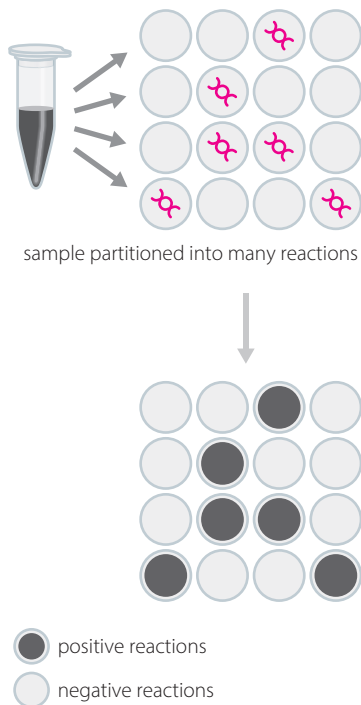 sample partitioned into many reactions
positive reactions
negative reactions